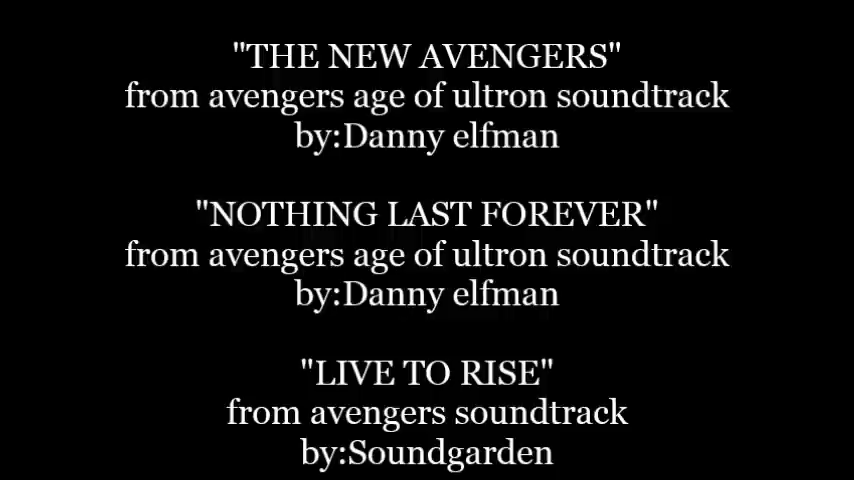 "THE NEW AVENGERS"
from avengers age of ultron soundtrack
by:Danny elfman
"NOTHING LAST FOREVER"
from avengers age of ultron soundtrack
by:Danny elfman
"LIVE TO RISE"
from avengers soundtrack
by:Soundgarden